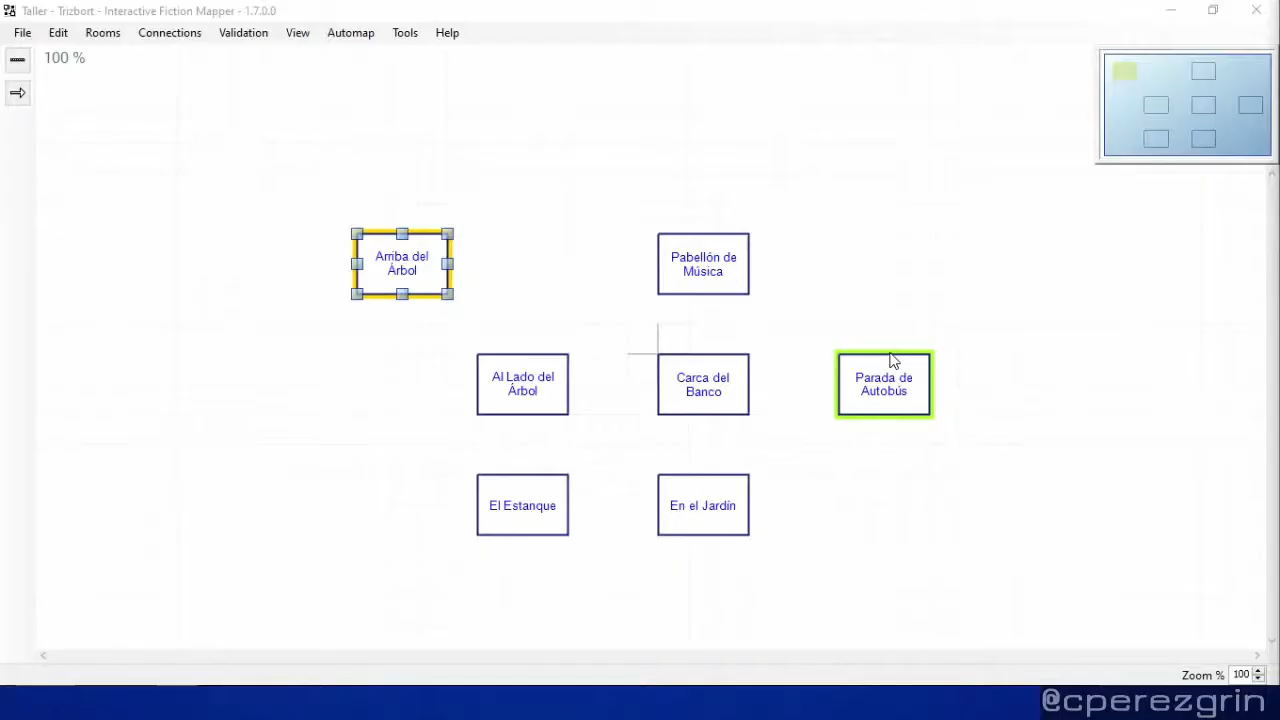 Taller - Trizbort - Interactive Fiction Mapper - 1.7.0.0
File Edit Rooms Connections Validation View Automap Tools Help
100 %
Arriba del
Árbol
Pabellón de
Música
Al Lado del
Árbol
Carca del
Banco
Parada de
Autobús
El Estanque
En el Jardín
Zoom % 100
@cperezgrin